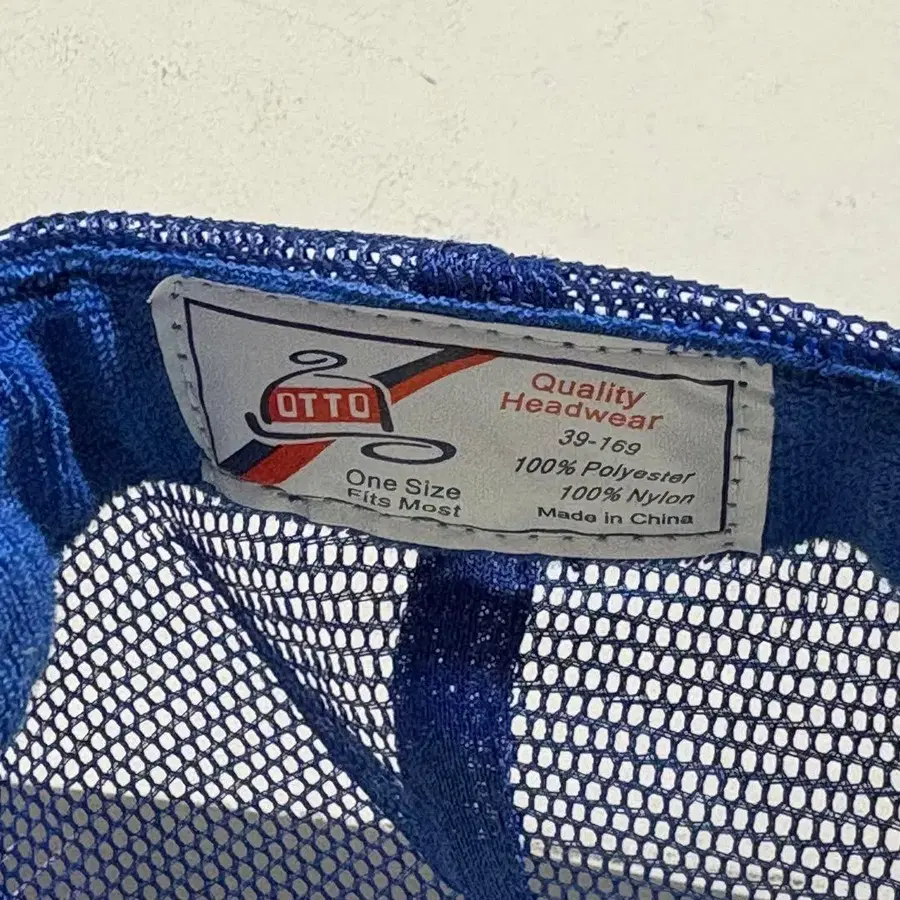 OTTO
One Size
Fits Most
Quality
Headwear
39-169
100% Polyester
100% Nylon
Made in China